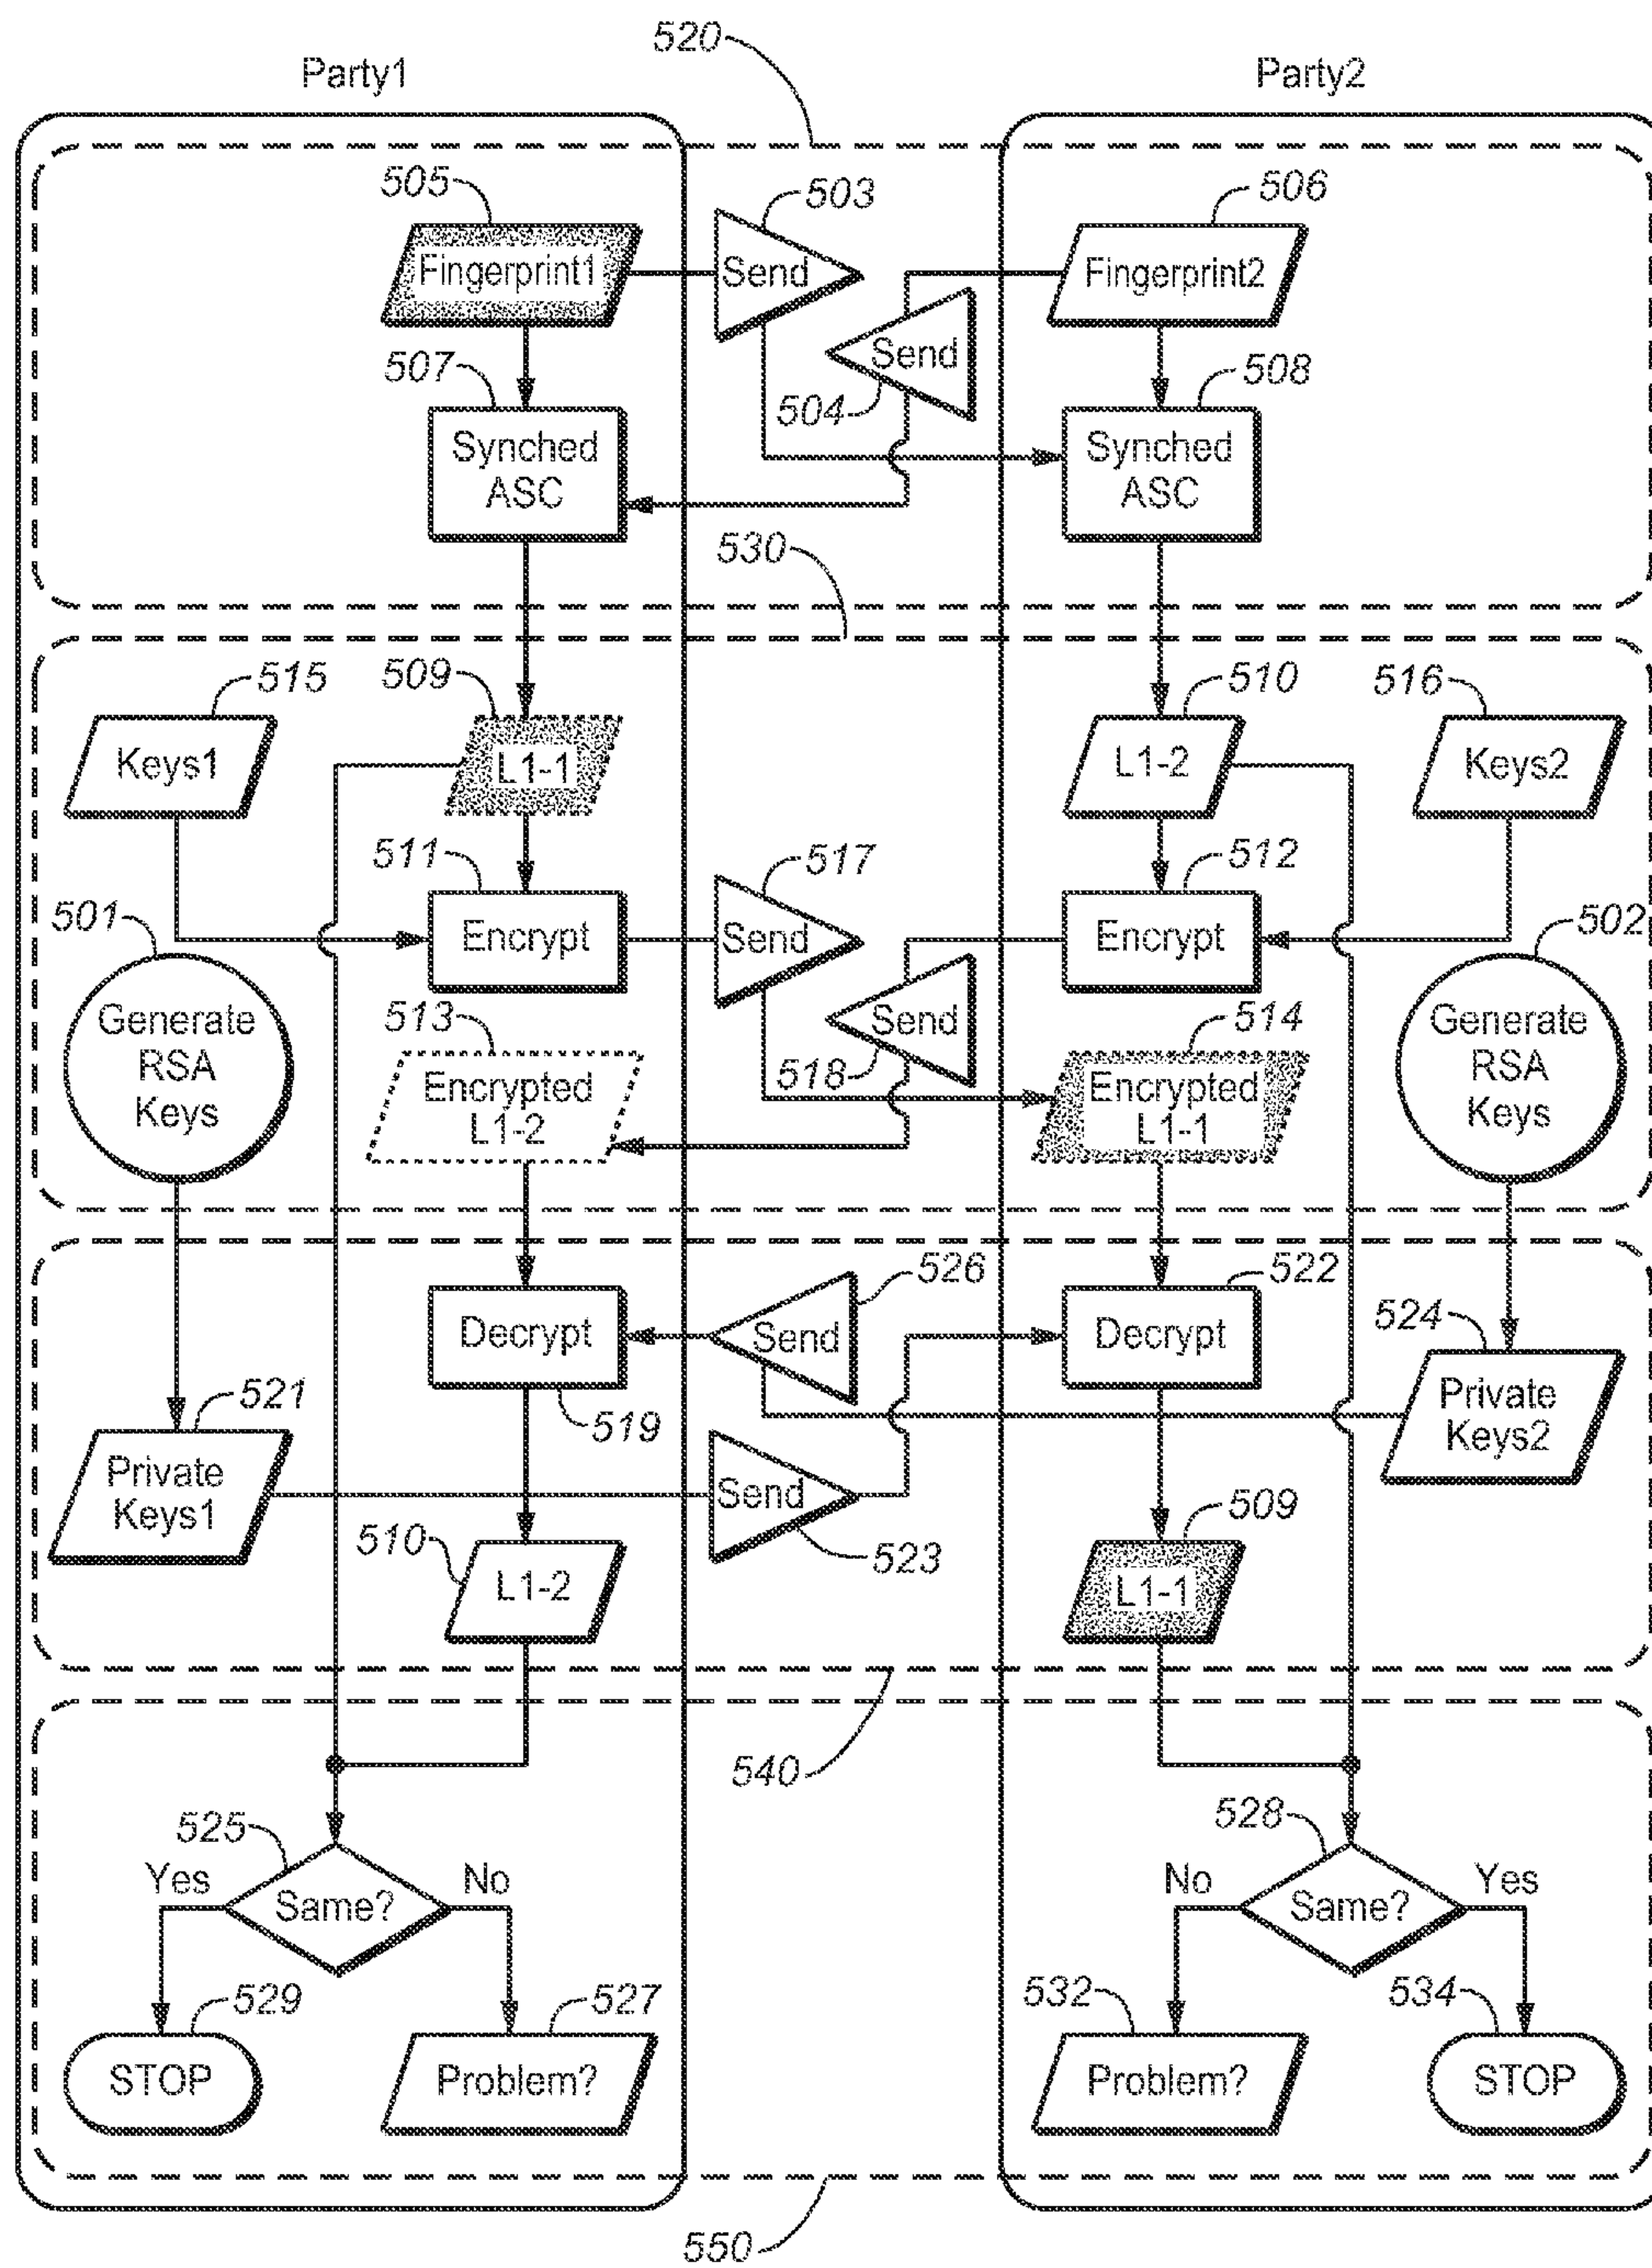 520
Party1
Party2
505
503
506
Fingerprint1
Send
Fingerprint2
507
Send
508
504
Synched
ASC
Synched
ASC
530
515
509
510
516
Keys1
L1-1
L1-2
Keys2
511
517
512
501
Encrypt
Send
Encrypt
502
Generate
RSA
Keys
513
Send
514
Generate
RSA
Keys
518
Encrypted
L1-2
Encrypted
L1-1
526
522
Decrypt
Send
Decrypt
524
521
519
Private
Keys2
Private
Keys1
Send
509
510
523
L1-2
L1-1
540
525
528
Yes
No
No
Yes
Same?
Same?
529
527
532
534
STOP
Problem?
Problem?
STOP
550